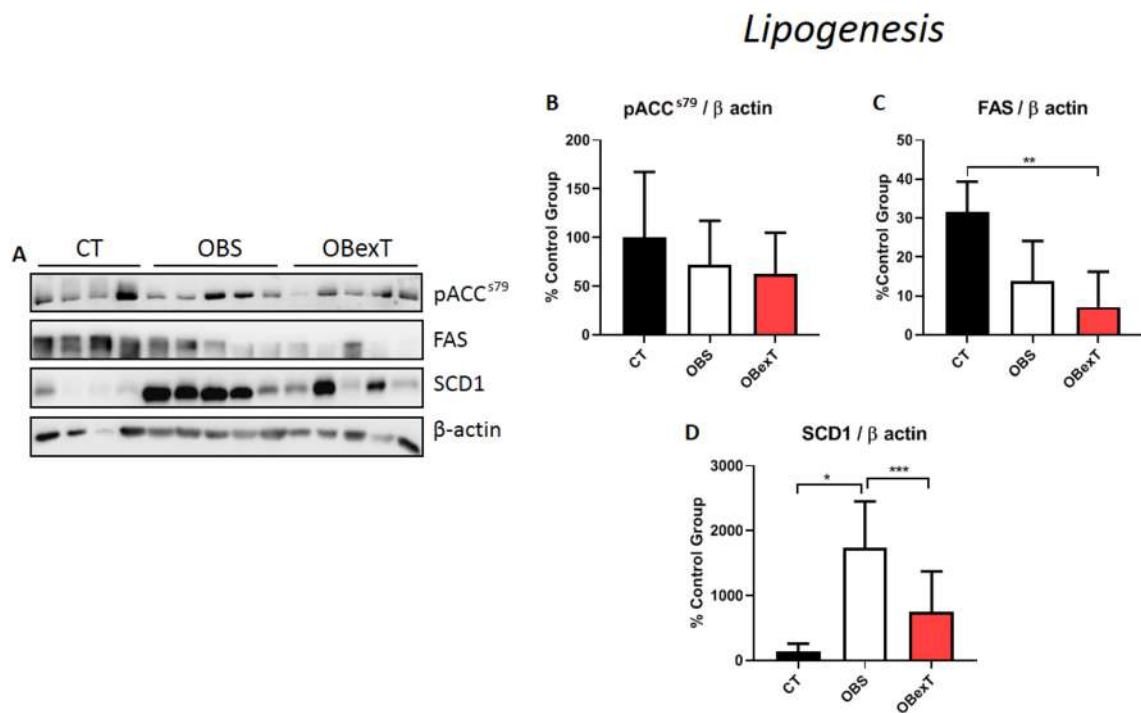 Lipogenesis
A
CT OBS OBexT
pACC^s79
FAS
SCD1
β-actin
B
pACC^s79 / β actin
% Control Group
200
150
100
50
0
CT OBS OBexT
C
FAS / β actin
%Control Group
50
40
30
20
10
0
**
CT OBS OBexT
D
SCD1 / β actin
% Control Group
3000
2000
1000
0
* ***
CT OBS OBexT